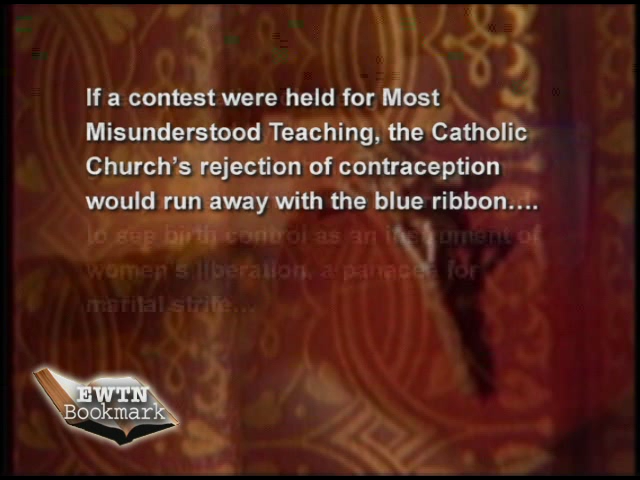 If a contest were held for Most
Misunderstood Teaching, the Catholic
Church's rejection of contraception
would run away with the blue ribbon....
to see birth control as an instrument of
women's liberation, a panacea for
marital strife...
EWTN
Bookmark